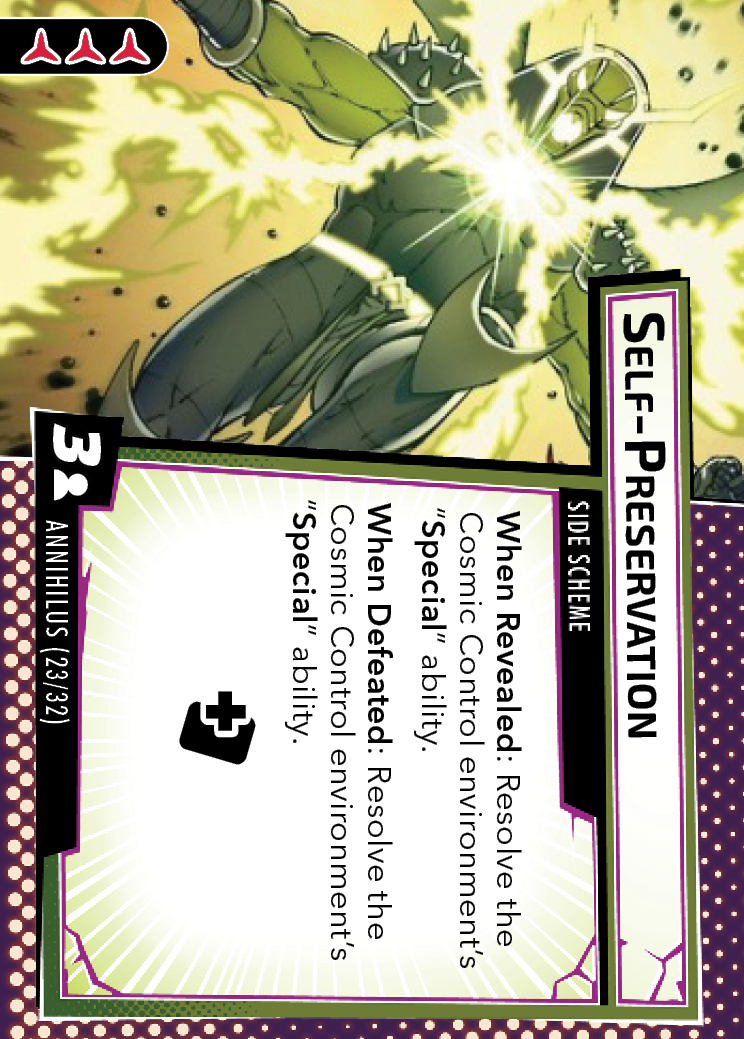 SELF-PRESERVATION
SIDE SCHEME
When Revealed: Resolve the
Cosmic Control environment's
"Special" ability.
When Defeated: Resolve the
Cosmic Control environment's
"Special" ability.
3
ANNIHILUS (23/32)